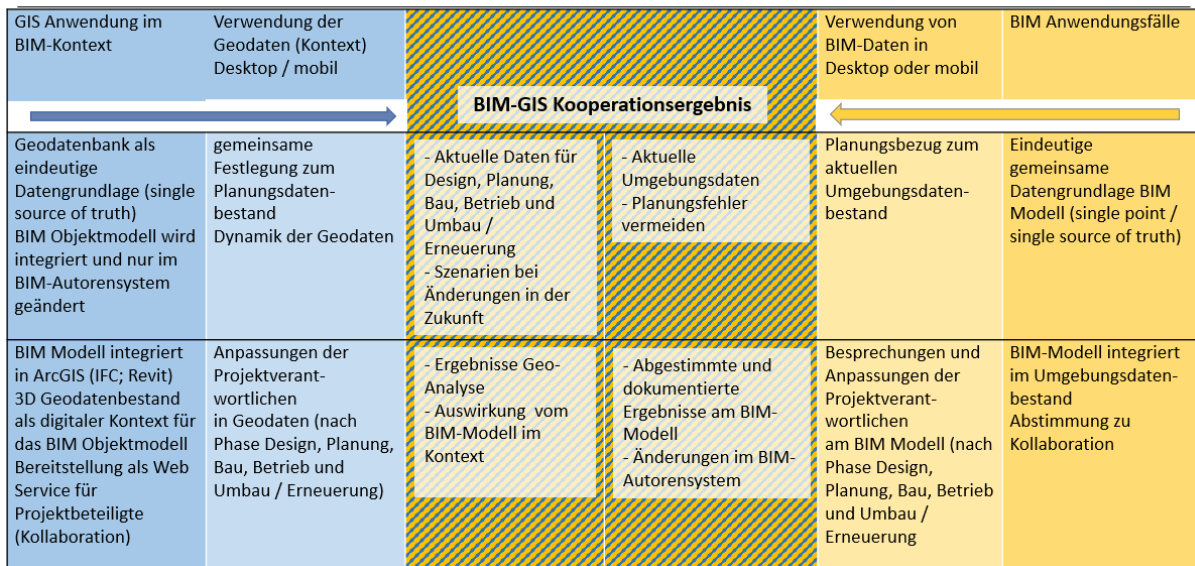 GIS Anwendung im
BIM-Kontext
Verwendung der
Geodaten (Kontext)
Desktop / mobil
BIM-GIS Kooperationsergebnis
Verwendung von
BIM-Daten in
Desktop oder mobil
BIM Anwendungsfälle
Geodatenbank als
eindeutige
Datengrundlage (single
source of truth)
BIM Objektmodell wird
integriert und nur im
BIM-Autorensystem
geändert
gemeinsame
Festlegung zum
Planungsdaten-
bestand
Dynamik der Geodaten
- Aktuelle Daten für
Design, Planung,
Bau, Betrieb und
Umbau /
Erneuerung
- Szenarien bei
Änderungen in der
Zukunft
- Aktuelle
Umgebungsdaten
- Planungsfehler
vermeiden
Planungsbezug zum
aktuellen
Umgebungsdaten-
bestand
Eindeutige
gemeinsame
Datengrundlage BIM
Modell (single point /
single source of truth)
BIM Modell integriert
in ArcGIS (IFC; Revit)
3D Geodatenbestand
als digitaler Kontext für
das BIM Objektmodell
Bereitstellung als Web
Service für
Projektbeteiligte
(Kollaboration)
Anpassungen der
Projektverant-
wortlichen
in Geodaten (nach
Phase Design, Planung,
Bau, Betrieb und
Umbau / Erneuerung)
- Ergebnisse Geo-
Analyse
- Auswirkung vom
BIM-Modell im
Kontext
- Abgestimmte und
dokumentierte
Ergebnisse am BIM-
Modell
- Änderungen im BIM-
Autorensystem
Besprechungen und
Anpassungen der
Projektverant-
wortlichen
am BIM Modell (nach
Phase Design,
Planung, Bau, Betrieb
und Umbau /
Erneuerung
BIM-Modell integriert
im Umgebungsdaten-
bestand
Abstimmung zu
Kollaboration